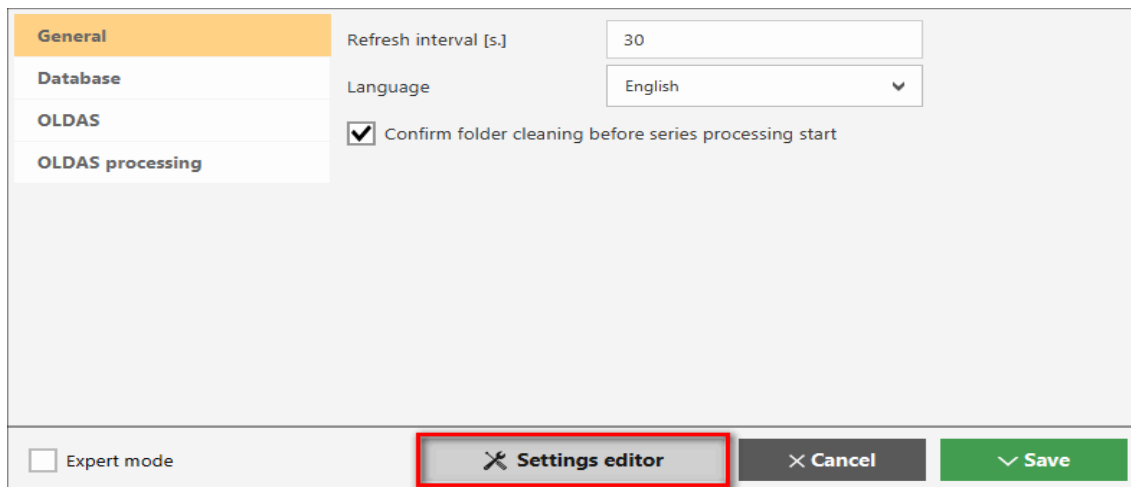 General
Database
OLDAS
OLDAS processing
Refresh interval [s.] 30
Language English
Confirm folder cleaning before series processing start
Expert mode Settings editor Cancel Save